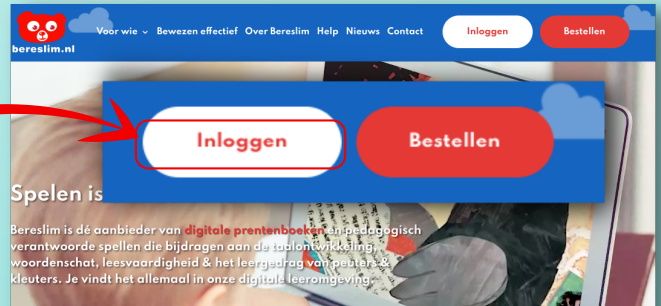 bereslim.nl
Voor wie Bewezen effectief Over Bereslim Help Nieuws Contact Inloggen Bestellen
Inloggen Bestellen
Spelen is
Bereslim is dé aanbieder van digitale prentenboeken en pedagogisch
verantwoorde spellen die bijdragen aan de taalontwikkeling,
woordenschat, leesvaardigheid & het leergedrag van peuters &
kleuters. Je vindt het allemaal in onze digitale leeromgeving.